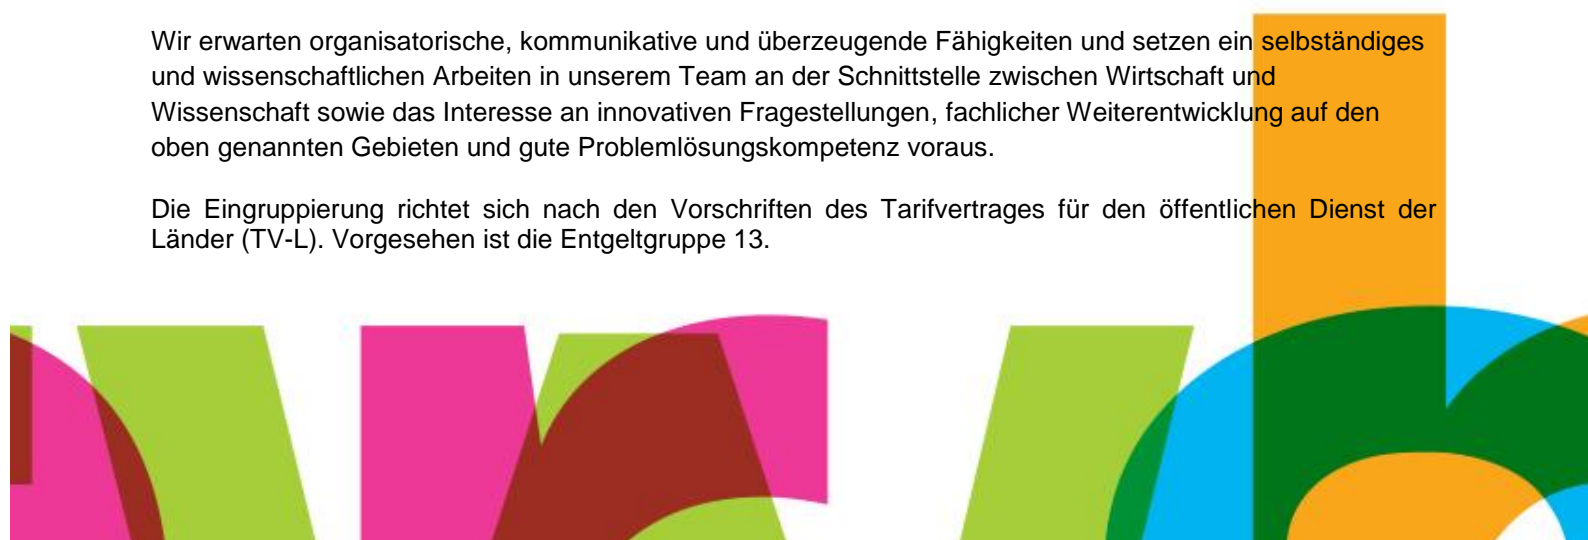 Wir erwarten organisatorische, kommunikative und überzeugende Fähigkeiten und setzen ein selbständiges
und wissenschaftlichen Arbeiten in unserem Team an der Schnittstelle zwischen Wirtschaft und
Wissenschaft sowie das Interesse an innovativen Fragestellungen, fachlicher Weiterentwicklung auf den
oben genannten Gebieten und gute Problemlösungskompetenz voraus.
Die Eingruppierung richtet sich nach den Vorschriften des Tarifvertrages für den öffentlichen Dienst der
Länder (TV-L). Vorgesehen ist die Entgeltgruppe 13.